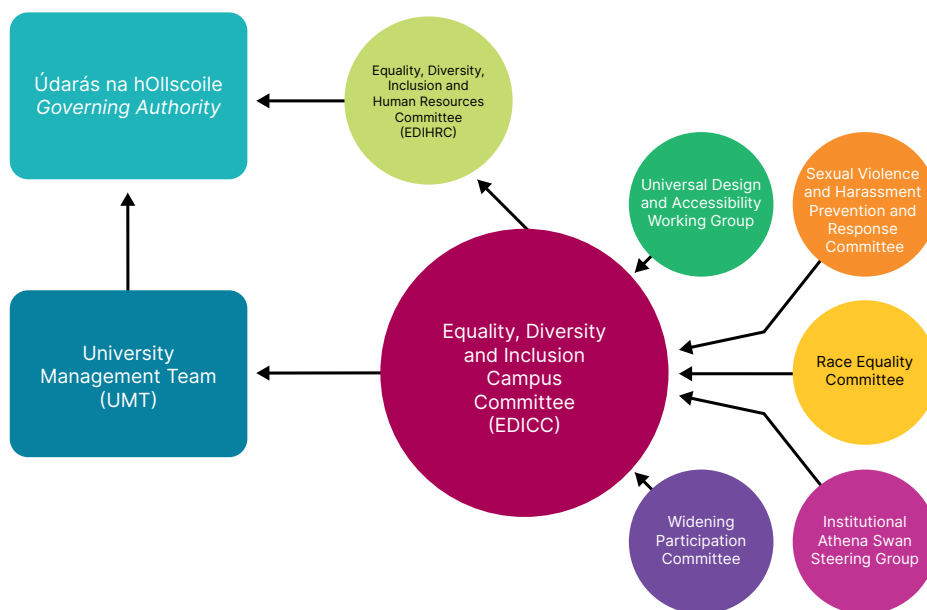 Údarás na hOllscoile
Governing Authority
Equality, Diversity,
Inclusion and
Human Resources
Committee
(EDIHRC)
Universal Design
and Accessibility
Working Group
Sexual Violence
and Harassment
Prevention and
Response
Committee
Equality, Diversity
and Inclusion
Campus
Committee
(EDICC)
University
Management Team
(UMT)
Race Equality
Committee
Widening
Participation
Committee
Institutional
Athena Swan
Steering Group